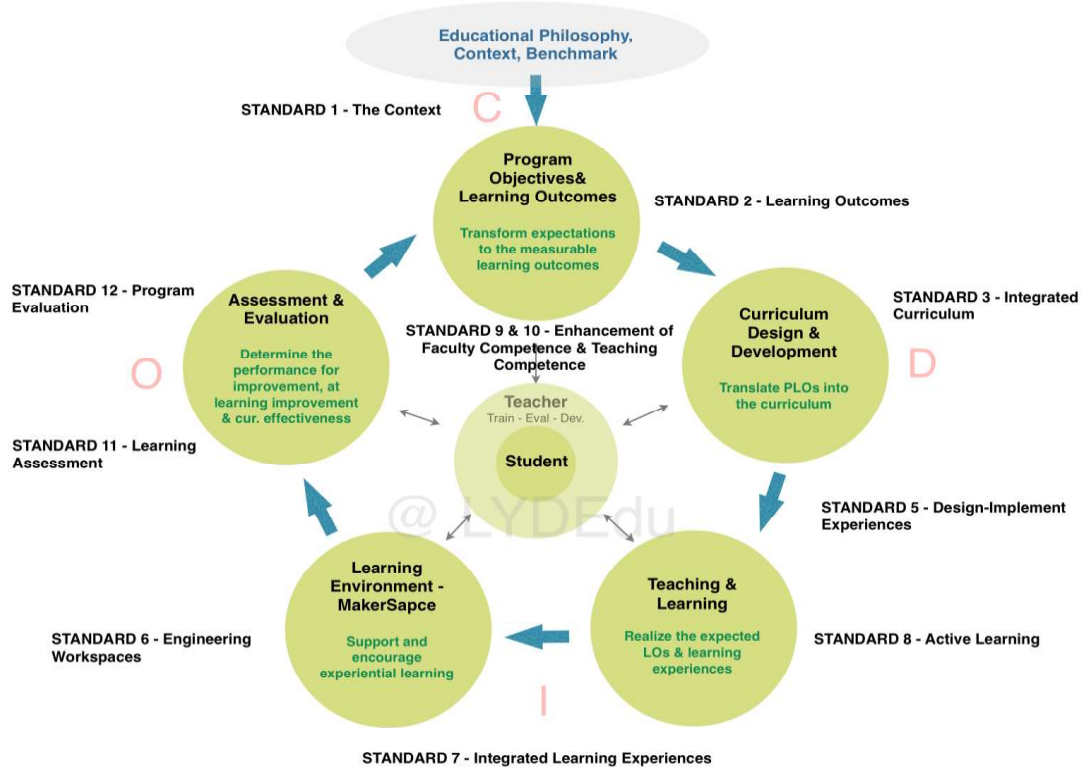 Educational Philosophy,
Context, Benchmark
STANDARD 1 - The Context
C
Program
Objectives&
Learning Outcomes
Transform expectations
to the measurable
learning outcomes
STANDARD 2 - Learning Outcomes
STANDARD 12 - Program
Evaluation
Assessment &
Evaluation
Determine the
performance for
improvement, at
learning improvement
& cur. effectiveness
O
STANDARD 9 & 10 - Enhancement of
Faculty Competence & Teaching
Competence
Teacher
Train - Eval - Dev.
Student
Curriculum
Design &
Development
Translate PLOs into
the curriculum
STANDARD 3 - Integrated
Curriculum
D
STANDARD 11 - Learning
Assessment
@ LYDEdu
STANDARD 5 - Design-Implement
Experiences
Learning
Environment -
MakerSapce
Support and
encourage
experiential learning
Teaching &
Learning
Realize the expected
LOs & learning
experiences
STANDARD 6 - Engineering
Workspaces
STANDARD 8 - Active Learning
I
STANDARD 7 - Integrated Learning Experiences